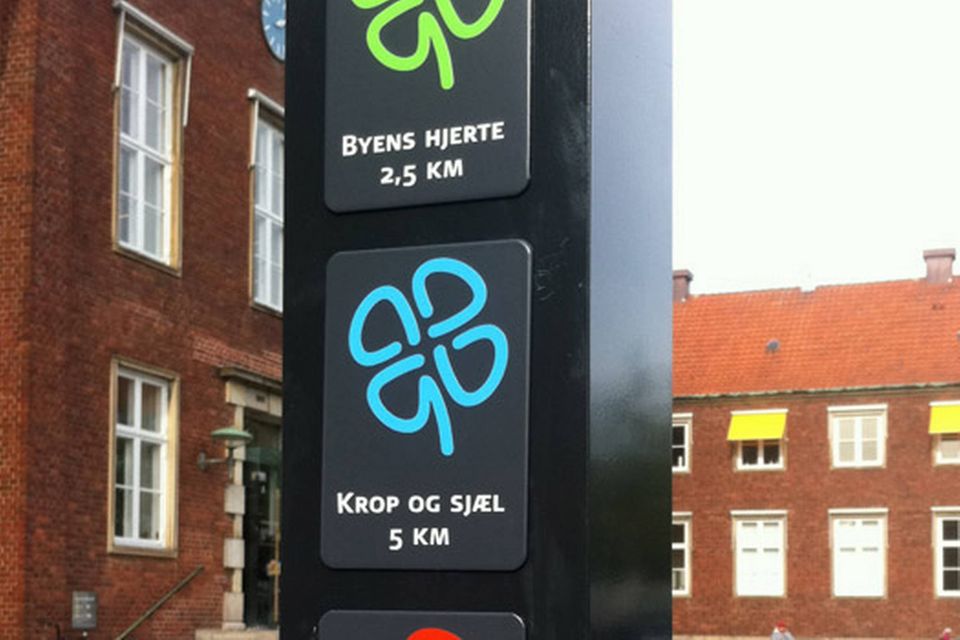 BYENS HJERTE
2,5 KM
KROP OG SJÆL
5 KM